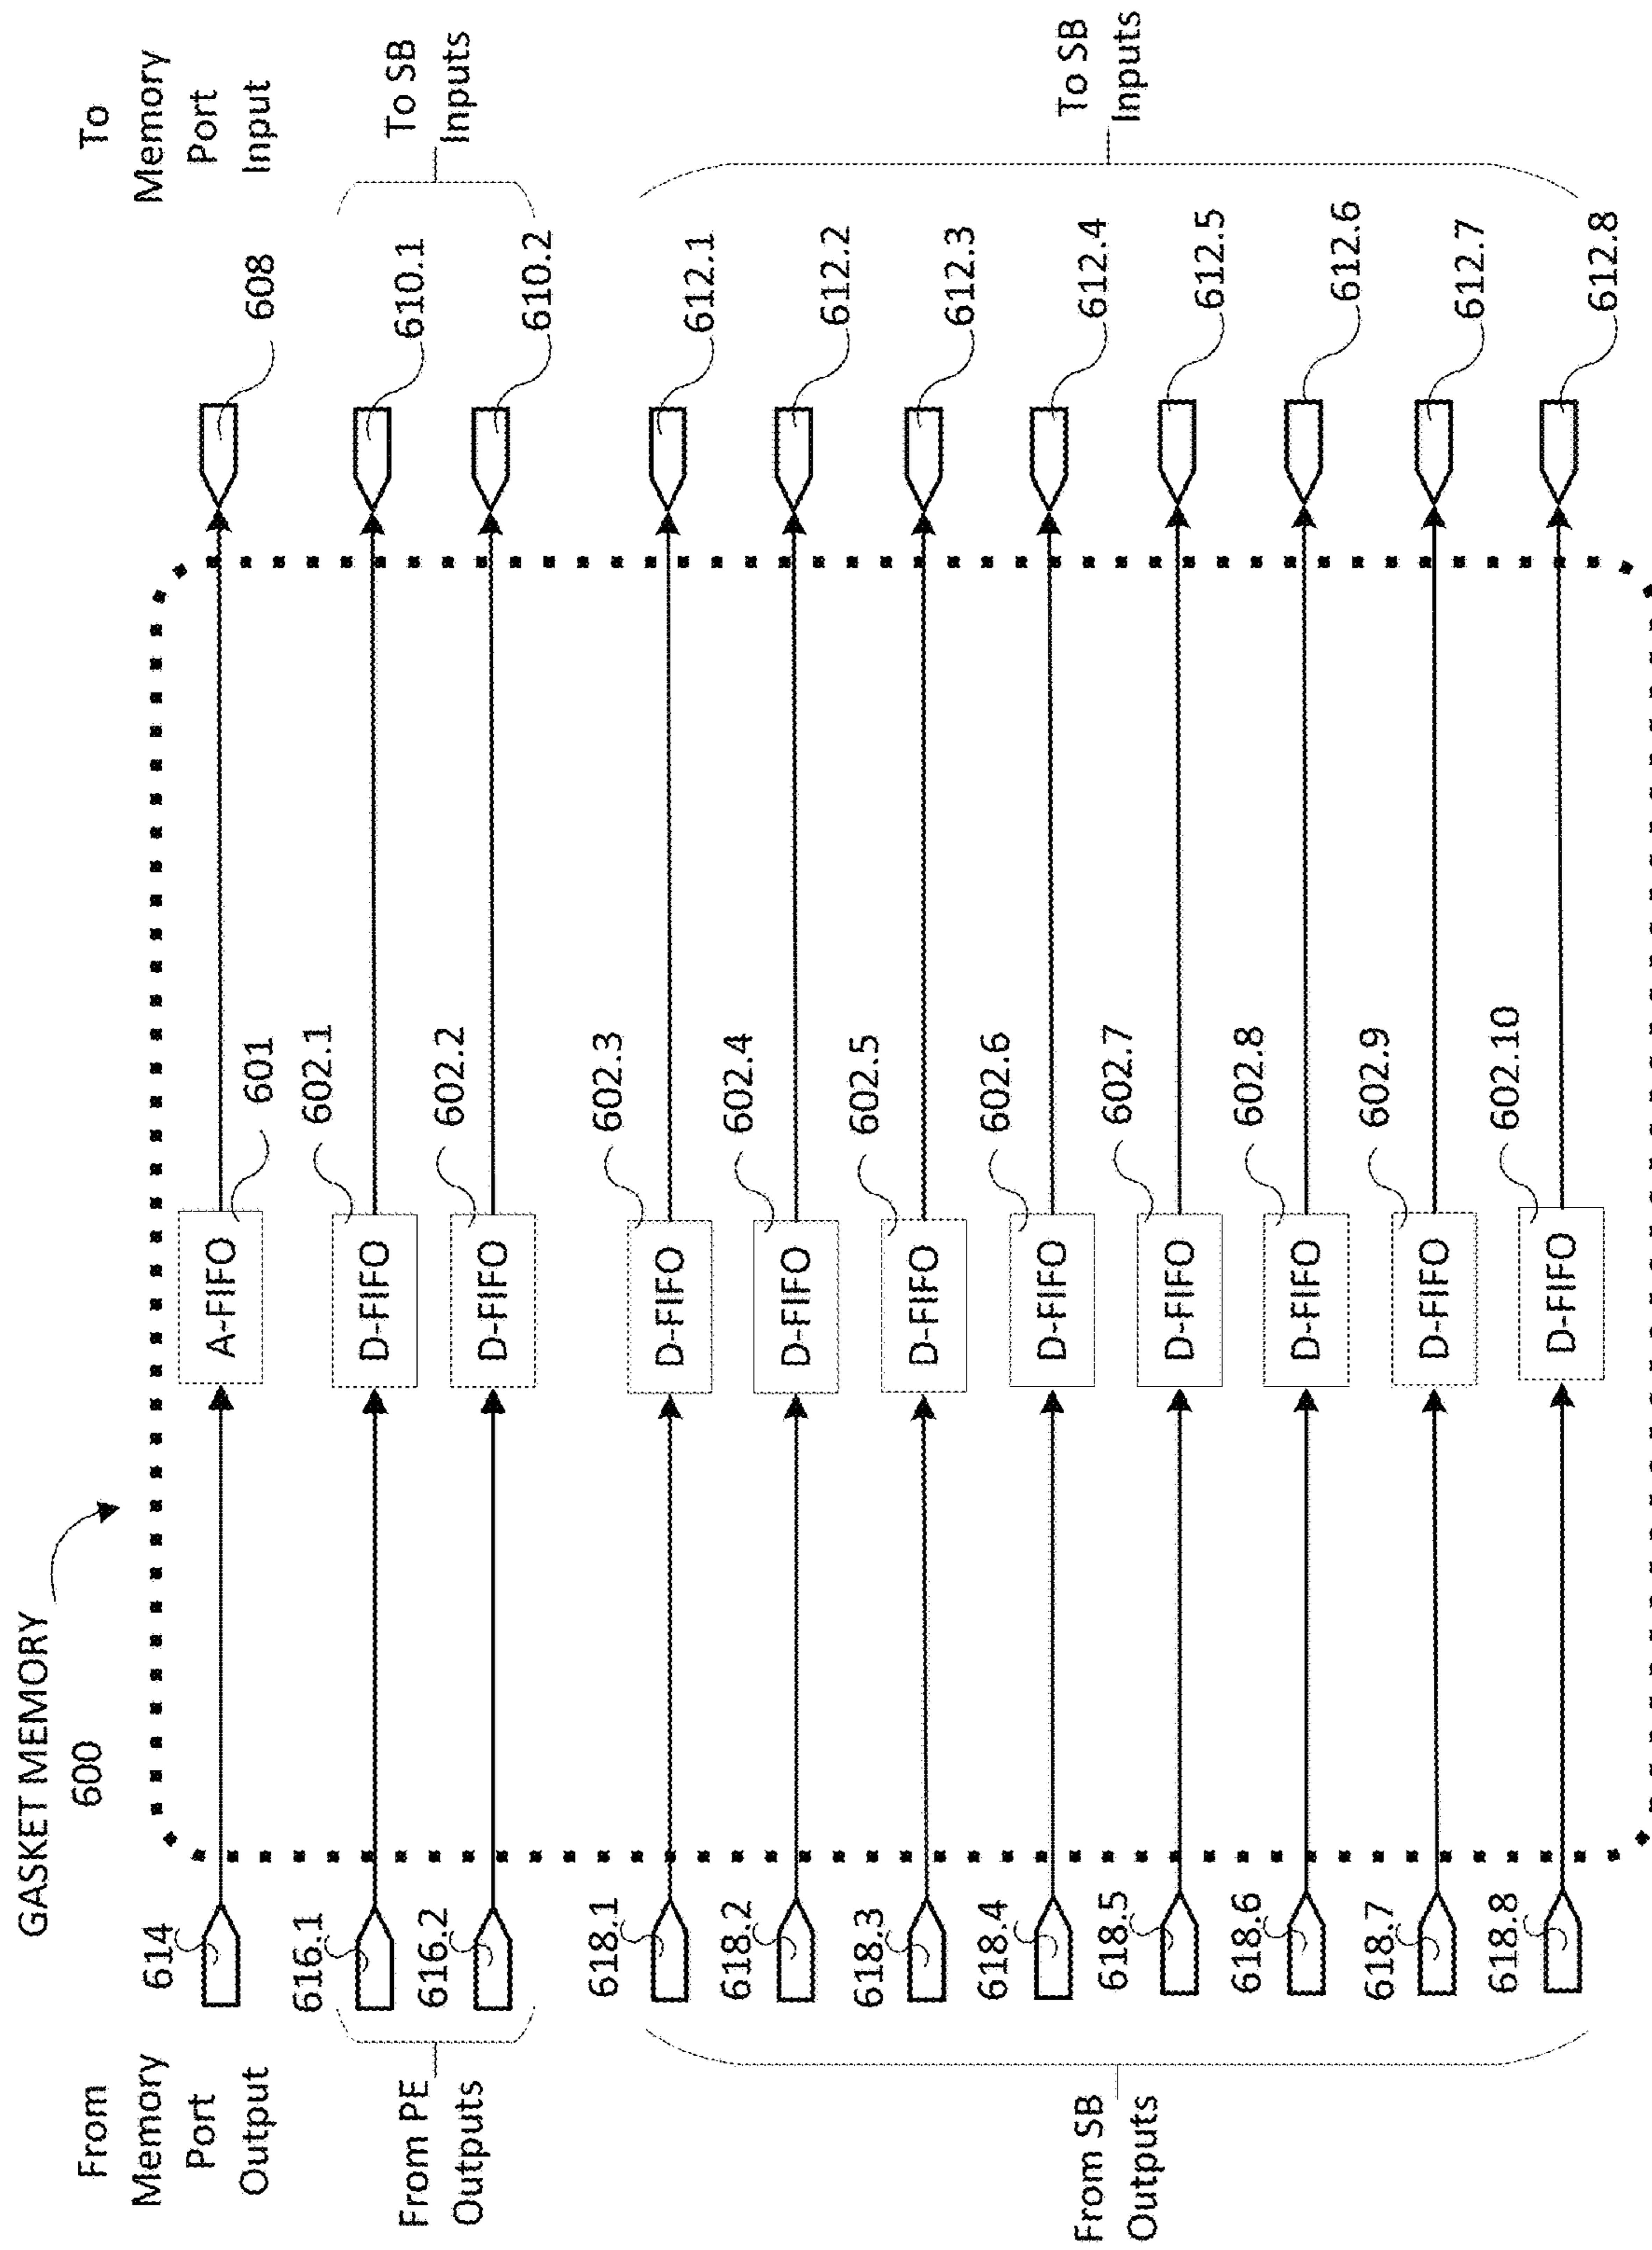 GASKET MEMORY
600
From
Memory
Port
Output
614
A-FIFO
601
608
To
Memory
Port
Input
From PE
Outputs
616.1
D-FIFO
602.1
610.1
616.2
D-FIFO
602.2
610.2
To SB
Inputs
From SB
Outputs
618.1
D-FIFO
602.3
612.1
618.2
D-FIFO
602.4
612.2
618.3
D-FIFO
602.5
612.3
618.4
D-FIFO
602.6
612.4
618.5
D-FIFO
602.7
612.5
618.6
D-FIFO
602.8
612.6
618.7
D-FIFO
602.9
612.7
618.8
D-FIFO
602.10
612.8
To SB
Inputs